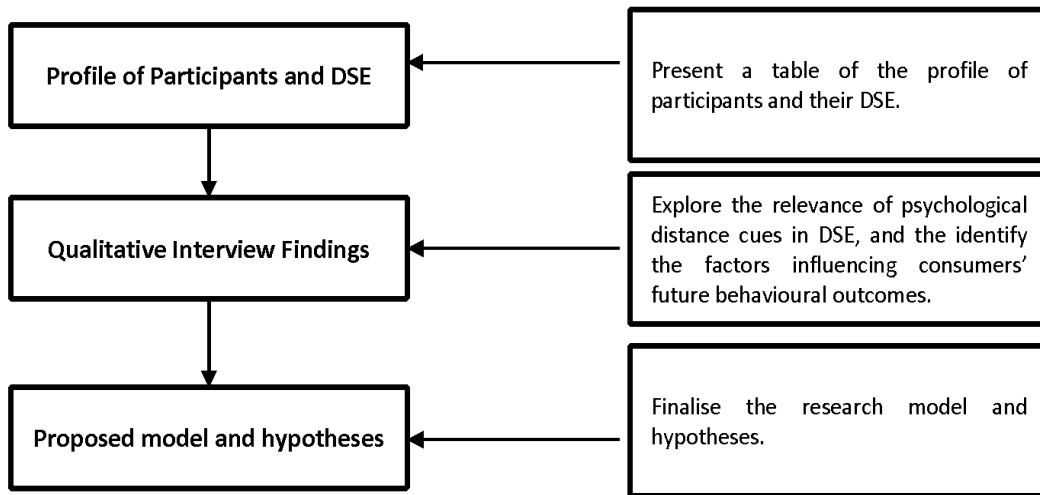 Profile of Participants and DSE
Present a table of the profile of
participants and their DSE.
Qualitative Interview Findings
Explore the relevance of psychological
distance cues in DSE, and the identify
the factors influencing consumers’
future behavioural outcomes.
Proposed model and hypotheses
Finalise the research model and
hypotheses.